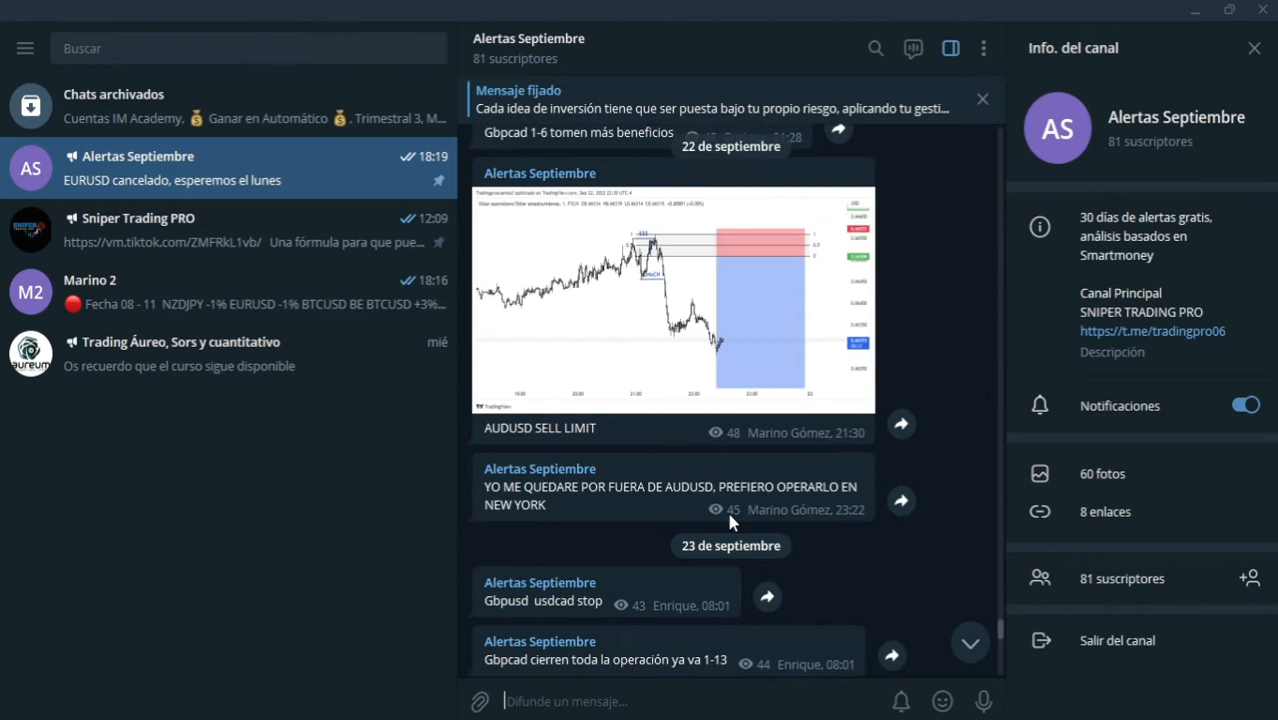 Buscar
Chats archivados
Cuentas IM Academy, 💰 Ganar en Automático 💰, Trimestral 3, M...
AS
Alertas Septiembre
18:19
EURUSD cancelado, esperemos el lunes
Sniper Trading PRO
12:09
https://vm.tiktok.com/ZMFRkL1vb/ Una fórmula para que pue...
M2
Marino 2
18:16
🔴 Fecha 08 - 11 NZDJPY -1% EURUSD -1% BTCUSD BE BTCUSD +3%...
aureum
Trading Áureo, Sors y cuantitativo
mié
Os recuerdo que el curso sigue disponible
Alertas Septiembre
81 suscriptores
Mensaje fijado
Cada idea de inversión tiene que ser puesta bajo tu propio riesgo, aplicando tu gesti...
Gbpcad 1-6 tomen más beneficios
22 de septiembre
Alertas Septiembre
TradingView
AUDUSD SELL LIMIT
48 Marino Gómez, 21:30
Alertas Septiembre
YO ME QUEDARE POR FUERA DE AUDUSD, PREFIERO OPERARLO EN
NEW YORK
45 Marino Gómez, 23:22
23 de septiembre
Alertas Septiembre
Gbpusd usdcad stop
43 Enrique, 08:01
Alertas Septiembre
Gbpcad cierren toda la operación ya va 1-13
44 Enrique, 08:01
Difunde un mensaje...
Info. del canal
AS
Alertas Septiembre
81 suscriptores
30 días de alertas gratis,
análisis basados en
Smartmoney
Canal Principal
SNIPER TRADING PRO
https://t.me/tradingpro06
Descripción
Notificaciones
60 fotos
8 enlaces
81 suscriptores
Salir del canal